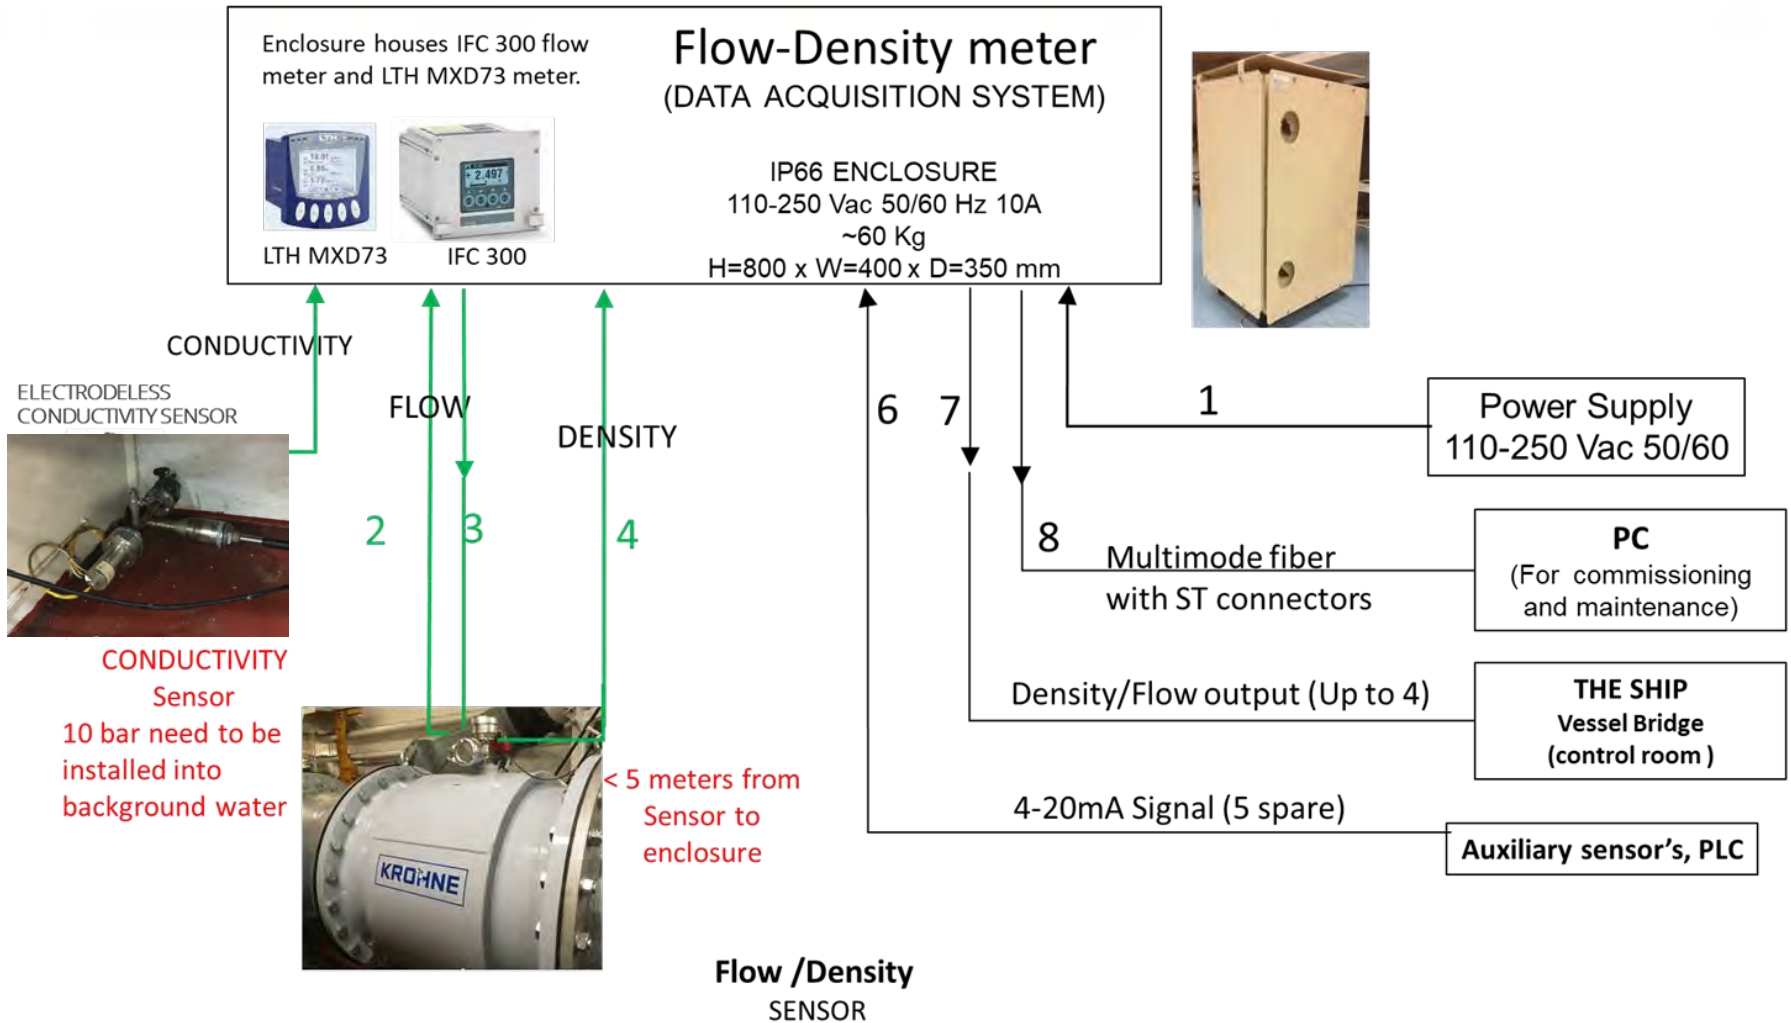 Enclosure houses IFC 300 flow
meter and LTH MXD73 meter.
Flow-Density meter
(DATA ACQUISITION SYSTEM)
LTH
2.497
LTH MXD73
IFC 300
IP66 ENCLOSURE
110-250 Vac 50/60 Hz 10A
~60 Kg
H=800 x W=400 x D=350 mm
CONDUCTIVITY
ELECTRODELESS
CONDUCTIVITY SENSOR
FLOW
DENSITY
6
7
1
Power Supply
110-250 Vac 50/60
2
3
4
8
Multimode fiber
with ST connectors
PC
(For commissioning
and maintenance)
CONDUCTIVITY
Sensor
10 bar need to be
installed into
background water
Density/Flow output (Up to 4)
THE SHIP
Vessel Bridge
(control room )
< 5 meters from
Sensor to
enclosure
4-20mA Signal (5 spare)
Auxiliary sensor's, PLC
KROHNE
Flow /Density
SENSOR